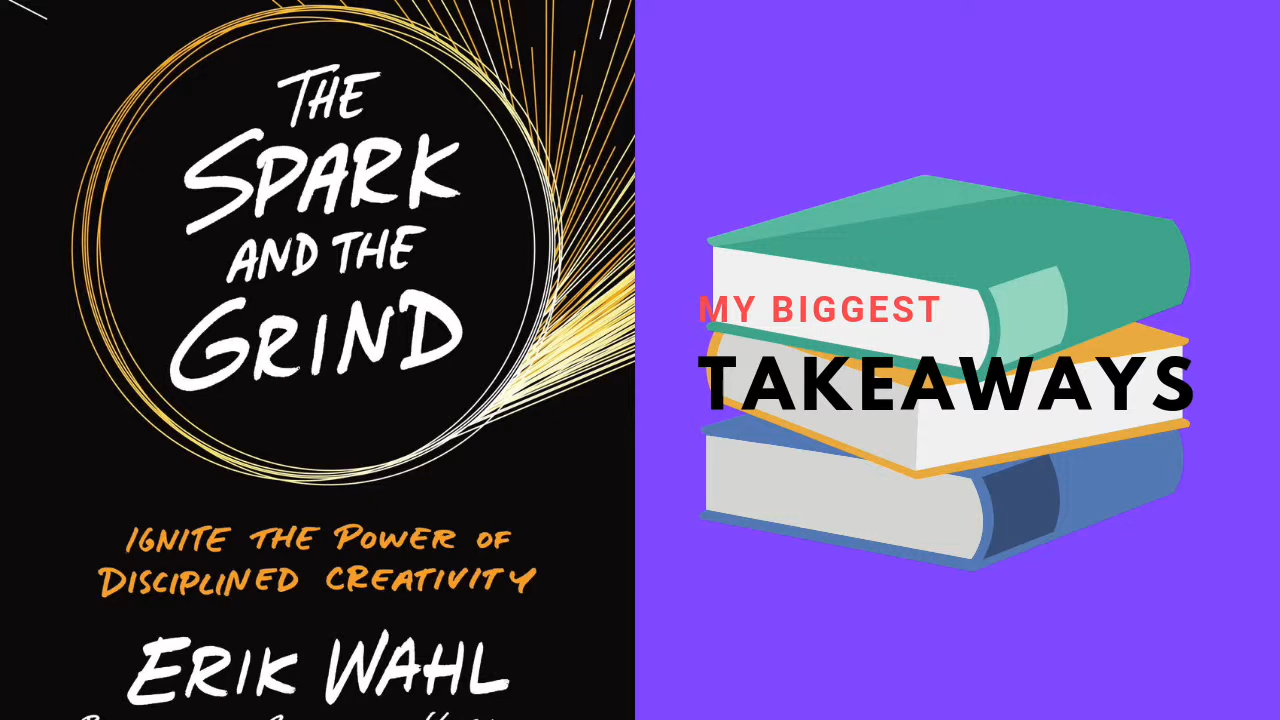 THE
SPARK
AND THE
GRIND
IGNITE THE POWER OF
DISCIPLINED CREATIVITY
ERIK WAHL
MY BIGGEST
TAKEAWAYS